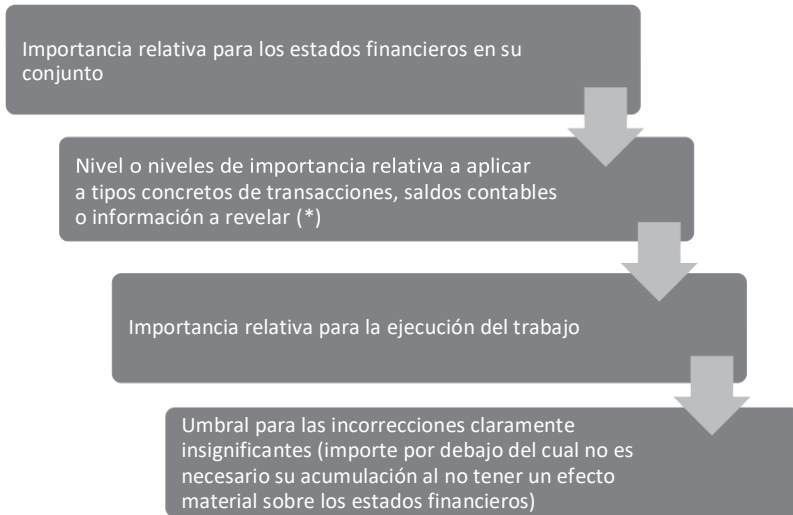 Importancia relativa para los estados financieros en su
conjunto
Nivel o niveles de importancia relativa a aplicar
a tipos concretos de transacciones, saldos contables
o información a revelar (*)
Importancia relativa para la ejecución del trabajo
Umbral para las incorrecciones claramente
insignificantes (importe por debajo del cual no es
necesario su acumulación al no tener un efecto
material sobre los estados financieros)